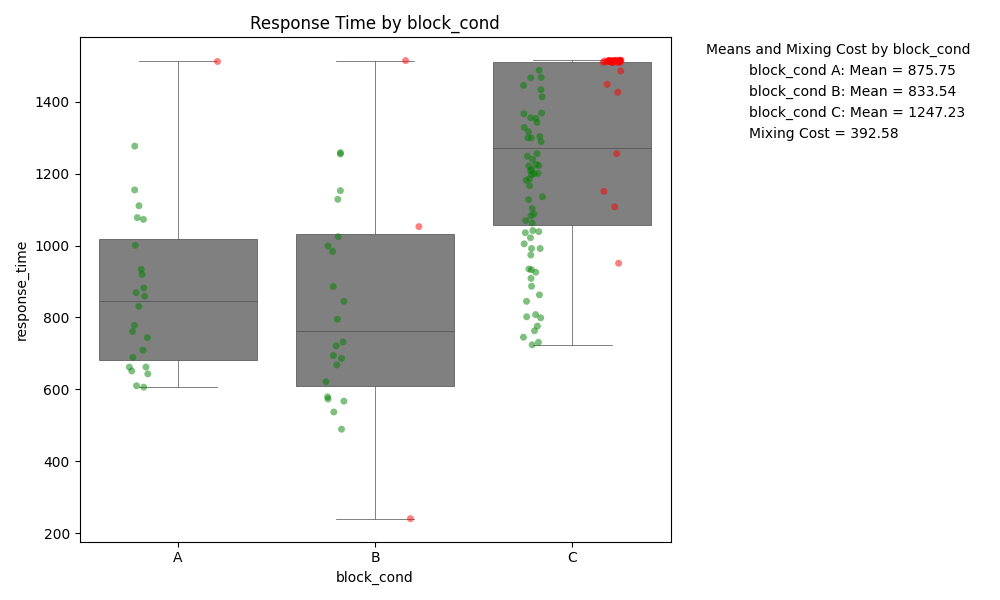 Response Time by block_cond
Means and Mixing Cost by block_cond
block_cond A: Mean = 875.75
block_cond B: Mean = 833.54
block_cond C: Mean = 1247.23
Mixing Cost = 392.58
response_time
1400
1200
1000
800
600
400
200
A
B
C
block_cond